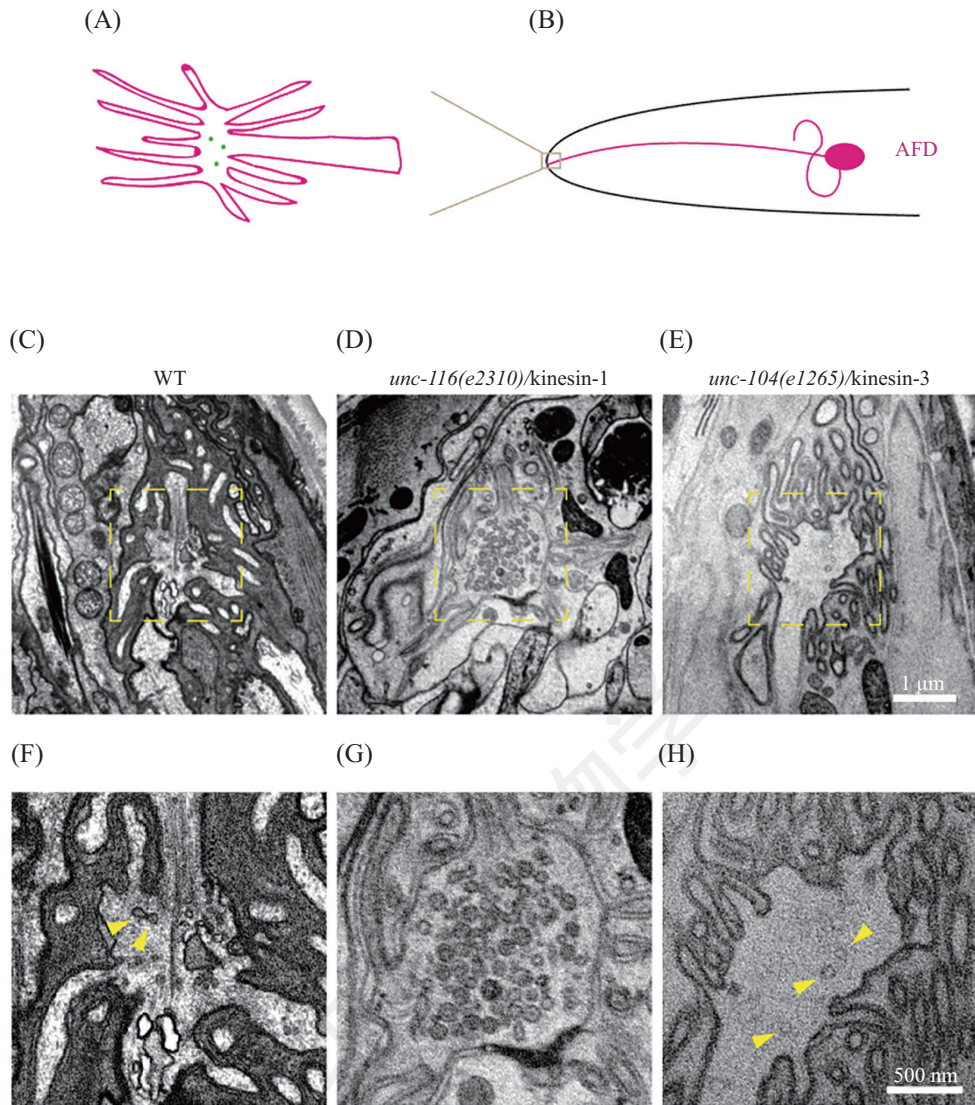 (A)
(B)
AFD
(C)
(D)
(E)
WT
unc-116(e2310)/kinesin-1
unc-104(e1265)/kinesin-3
1 μm
(F)
(G)
(H)
500 nm